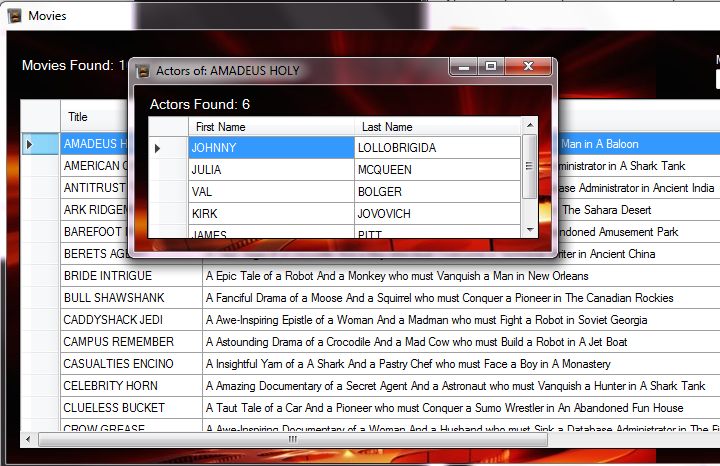 Movies
Movies Found: 1
Actors of: AMADEUS HOLY
Actors Found: 6
First Name Last Name
JOHNNY LOLLOBRIGIDA
JULIA MCQUEEN
VAL BOLGER
KIRK JOVOVICH
JAMES PITT
M
Title
AMADEUS H Man in A Baloon
AMERICAN ministrator in A Shark Tank
ANTITRUST Administrator in Ancient India
ARK RIDGEM The Sahara Desert
BAREFOOT Abandoned Amusement Park
BERETS AGE in Ancient China
BRIDE INTRIGUE A Epic Tale of a Robot And a Monkey who must Vanquish a Man in New Orleans
BULL SHAWSHANK A Fanciful Drama of a Moose And a Squirrel who must Conquer a Pioneer in The Canadian Rockies
CADDYSHACK JEDI A Awe-Inspiring Epistle of a Woman And a Madman who must Fight a Robot in Soviet Georgia
CAMPUS REMEMBER A Astounding Drama of a Crocodile And a Mad Cow who must Build a Robot in A Jet Boat
CASUALTIES ENCINO A Insightful Yarn of a A Shark And a Pastry Chef who must Face a Boy in A Monastery
CELEBRITY HORN A Amazing Documentary of a Secret Agent And a Astronaut who must Vanquish a Hunter in A Shark Tank
CLUELESS BUCKET A Taut Tale of a Car And a Pioneer who must Conquer a Sumo Wrestler in An Abandoned Fun House
CROW GREASE A Awe-Inspiring Documentary of a Woman And a Husband who must Sink a Database Administrator in The Fi